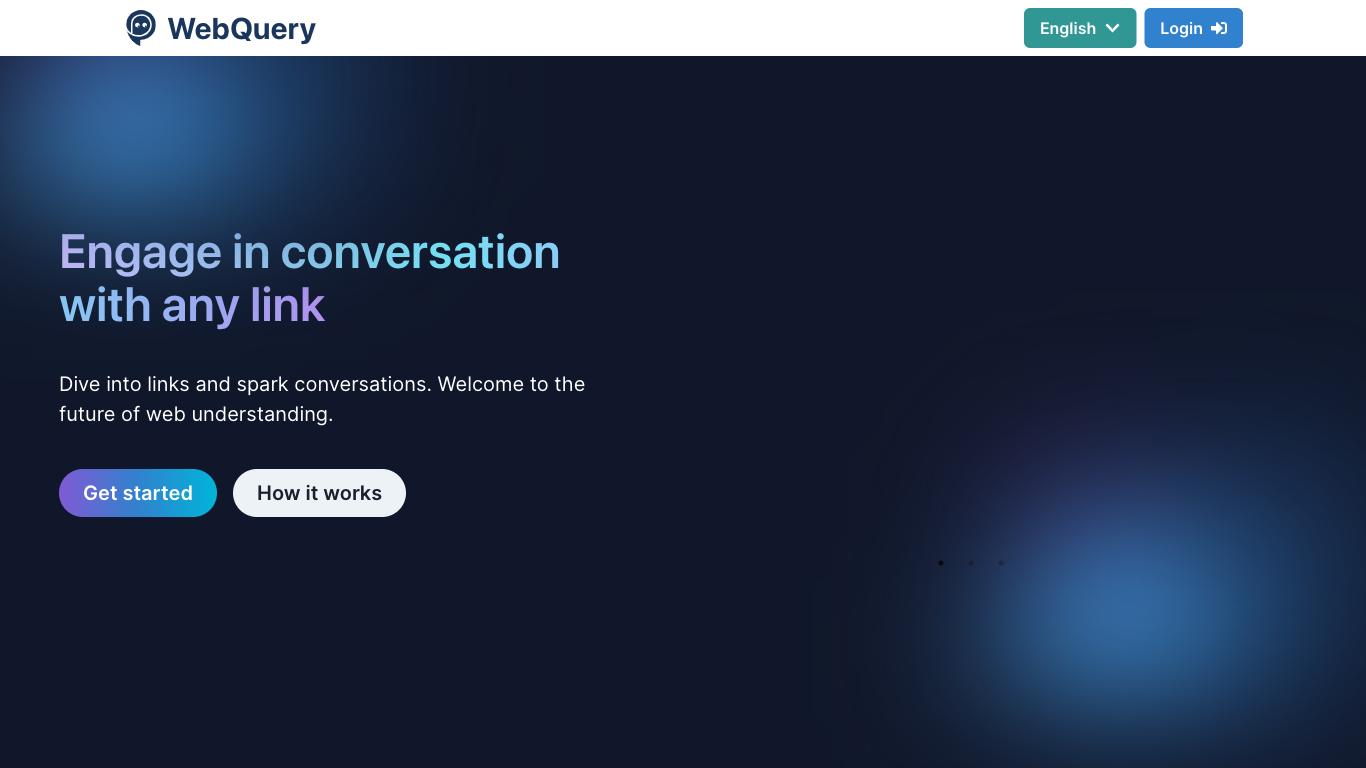 WebQuery
English
Login
Engage in conversation
with any link
Dive into links and spark conversations. Welcome to the
future of web understanding.
Get started
How it works